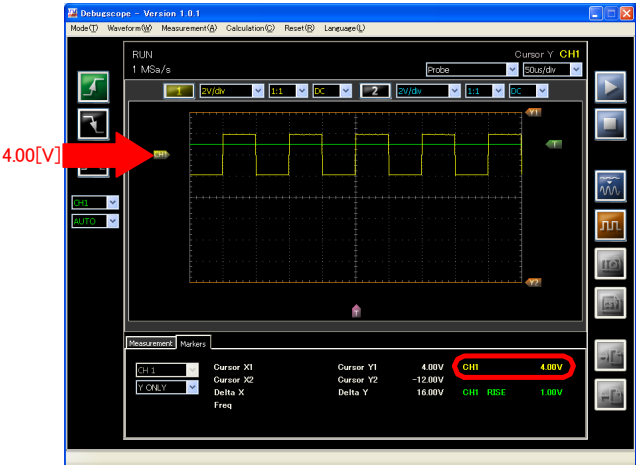 Debugscope - Version 1.0.1
Mode(T) Waveform(W) Measurement(A) Calculation(C) Reset(R) Language(L)
RUN
Cursor Y CH1
1 MSa/s
Probe
50us/div
1
2V/div
1:1
DC
2
2V/div
1:1
DC
Y1
T
4.00[V]
CH1
CH1
AUTO
Y2
T
Measurement Markers
CH 1
Y ONLY
Cursor X1
Cursor X2
Delta X
Freq
Cursor Y1 4.00V
Cursor Y2 -12.00V
Delta Y 16.00V
CH1 4.00V
CH1 RISE 1.00V